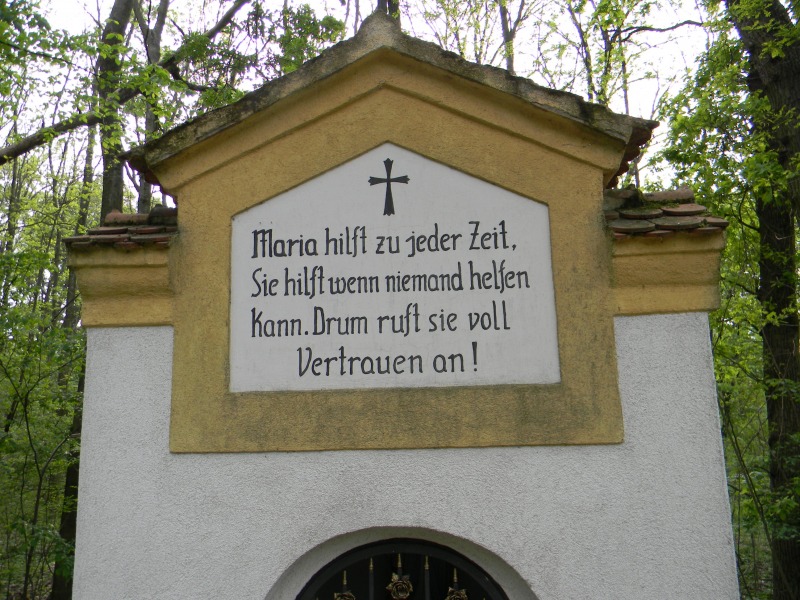 Maria hilft zu jeder Zeit,
Sie hilft wenn niemand helfen
kann. Drum ruft sie voll
Vertrauen an!